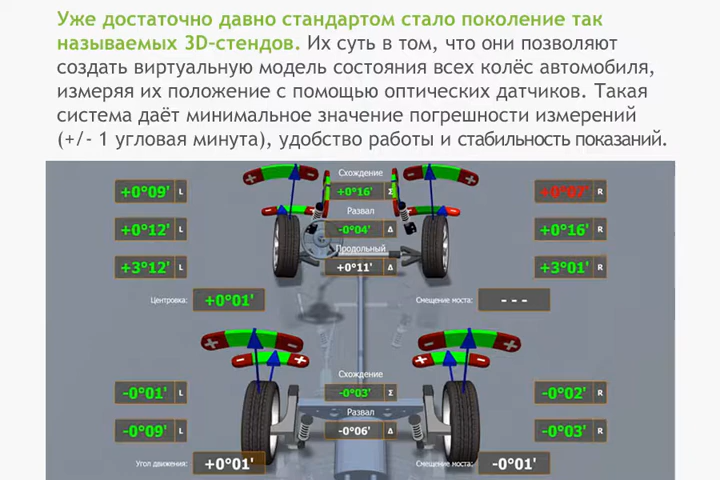 Уже достаточно давно стандартом стало поколение так
называемых 3D-стендов. Их суть в том, что они позволяют
создать виртуальную модель состояния всех колёс автомобиля,
измеряя их положение с помощью оптических датчиков. Такая
система даёт минимальное значение погрешности измерений
(+/- 1 угловая минута), удобство работы и стабильность показаний.
Схождение
+0°09' L +0°16' Σ +0°07' R
Развал
+0°12' L -0°04' Δ +0°16' R
Продольный
+3°12' L +0°11' Δ +3°01' R
Центровка: +0°01' Смещение моста: - - -
Схождение
-0°01' L -0°03' Σ -0°02' R
Развал
-0°09' L -0°06' Δ -0°03' R
Угол движения: +0°01' Смещение моста: -0°01'